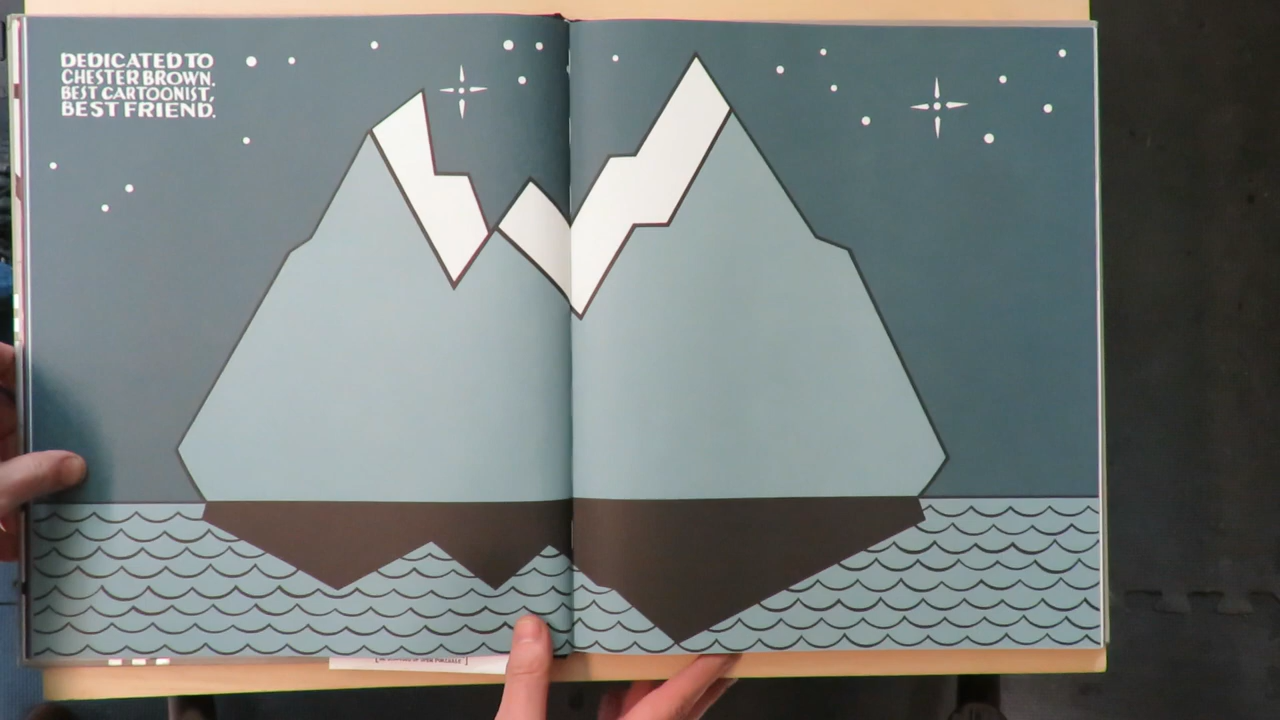 DEDICATED TO
CHESTER BROWN.
BEST CARTOONIST,
BEST FRIEND.